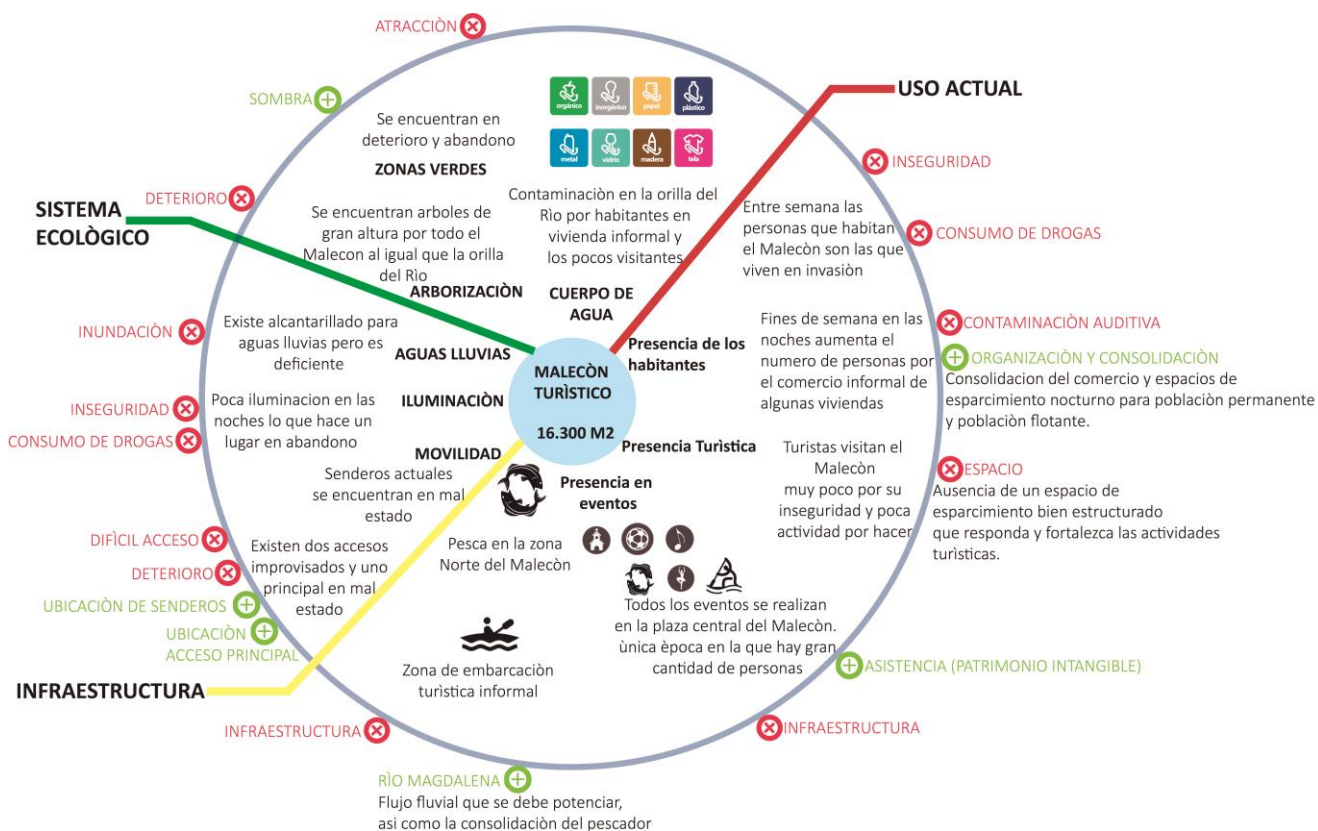 ATRACCIÒN
SOMBRA
DETERIORO
SISTEMA
ECOLÒGICO
INUNDACIÒN
INSEGURIDAD
CONSUMO DE DROGAS
DIFÌCIL ACCESO
DETERIORO
UBICACIÒN DE SENDEROS
UBICACIÒN
ACCESO PRINCIPAL
INFRAESTRUCTURA
INFRAESTRUCTURA
RÌO MAGDALENA
Flujo fluvial que se debe potenciar,
asi como la consolidaciòn del pescador
Se encuentran en
deterioro y abandono
ZONAS VERDES
Se encuentran arboles de
gran altura por todo el
Malecon al igual que la orilla
del Rìo
ARBORIZACIÒN
Existe alcantarillado para
aguas lluvias pero es
deficiente
AGUAS LLUVIAS
Poca iluminacion en las
noches lo que hace un
lugar en abandono
ILUMINACIÒN
MOVILIDAD
Senderos actuales
se encuentran en mal
estado
Existen dos accesos
improvisados y uno
principal en mal
estado
orgánico
inorgánico
papel
plástico
metal
vidrio
madera
tela
Contaminaciòn en la orilla del
Rìo por habitantes en
vivienda informal y
los pocos visitantes
CUERPO DE
AGUA
MALECÒN
TURÌSTICO
16.300 M2
Presencia de los
habitantes
Presencia Turìstica
Presencia en
eventos
Pesca en la zona
Norte del Malecòn
Zona de embarcaciòn
turìstica informal
Todos los eventos se realizan
en la plaza central del Malecòn.
ùnica època en la que hay gran
cantidad de personas
USO ACTUAL
Entre semana las
personas que habitan
el Malecòn son las que
viven en invasiòn
Fines de semana en las
noches aumenta el
numero de personas por
el comercio informal de
algunas viviendas
Turistas visitan el
Malecòn
muy poco por su
inseguridad y poca
actividad por hacer
INSEGURIDAD
CONSUMO DE DROGAS
CONTAMINACIÒN AUDITIVA
ORGANIZACIÒN Y CONSOLIDACIÒN
Consolidacion del comercio y espacios de
esparcimiento nocturno para poblaciòn permanente
y poblaciòn flotante.
ESPACIO
Ausencia de un espacio de
esparcimiento bien estructurado
que responda y fortalezca las actividades
turìsticas.
ASISTENCIA (PATRIMONIO INTANGIBLE)
INFRAESTRUCTURA